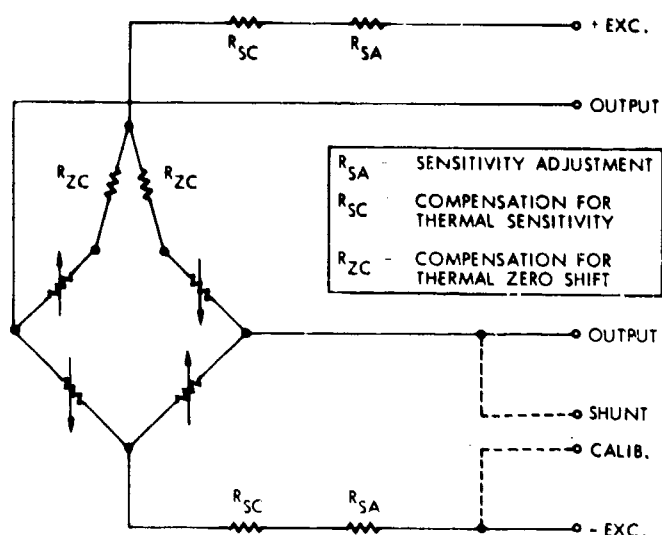 R_SC R_SA + EXC.
OUTPUT
R_ZC R_ZC
R_SA - SENSITIVITY ADJUSTMENT
R_SC - COMPENSATION FOR
THERMAL SENSITIVITY
R_ZC - COMPENSATION FOR
THERMAL ZERO SHIFT
OUTPUT
SHUNT
CALIB.
R_SC R_SA - EXC.